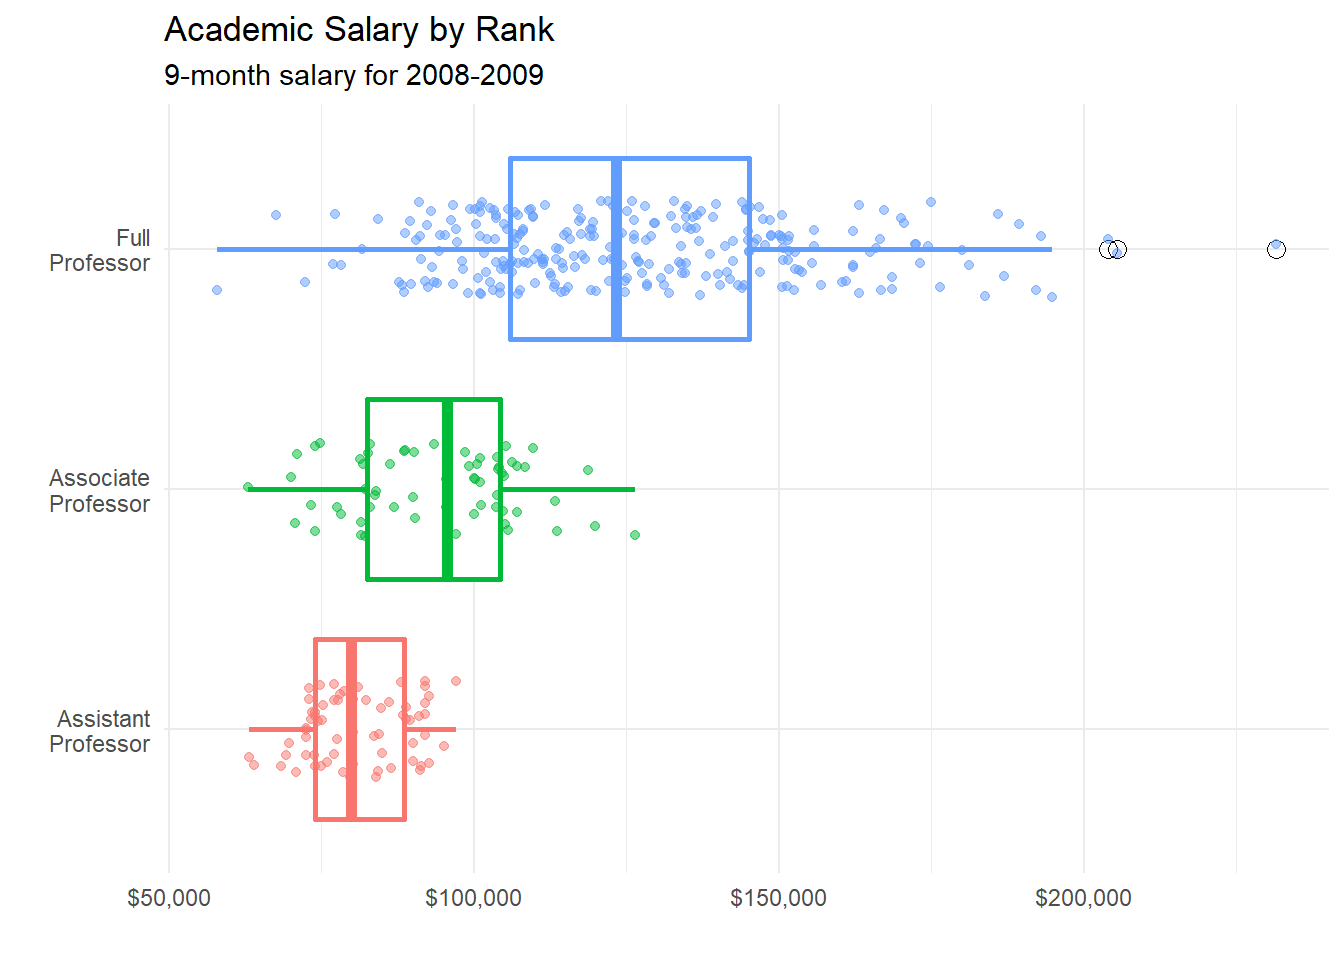 Academic Salary by Rank
9-month salary for 2008-2009
Full
Professor
Associate
Professor
Assistant
Professor
$50,000
$100,000
$150,000
$200,000